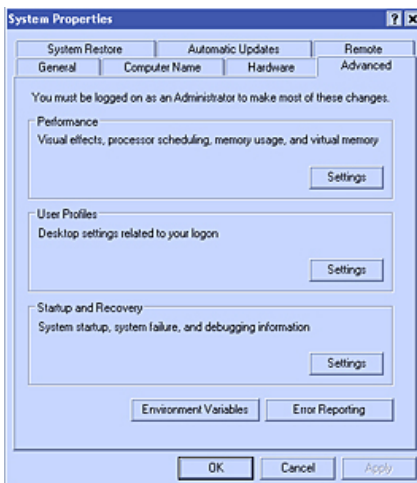 System Properties
System Restore Automatic Updates Remote
General Computer Name Hardware Advanced
You must be logged on as an Administrator to make most of these changes.
Performance
Visual effects, processor scheduling, memory usage, and virtual memory
Settings
User Profiles
Desktop settings related to your logon
Settings
Startup and Recovery
System startup, system failure, and debugging information
Settings
Environment Variables Error Reporting
OK Cancel Apply